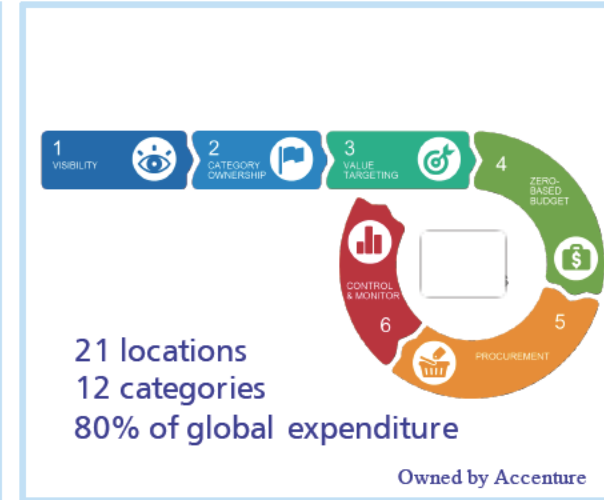 1
VISIBILITY
2
CATEGORY
OWNERSHIP
3
VALUE
TARGETING
4
ZERO-
BASED
BUDGET
$
5
PROCUREMENT
6
CONTROL
& MONITOR
21 locations
12 categories
80% of global expenditure
Owned by Accenture